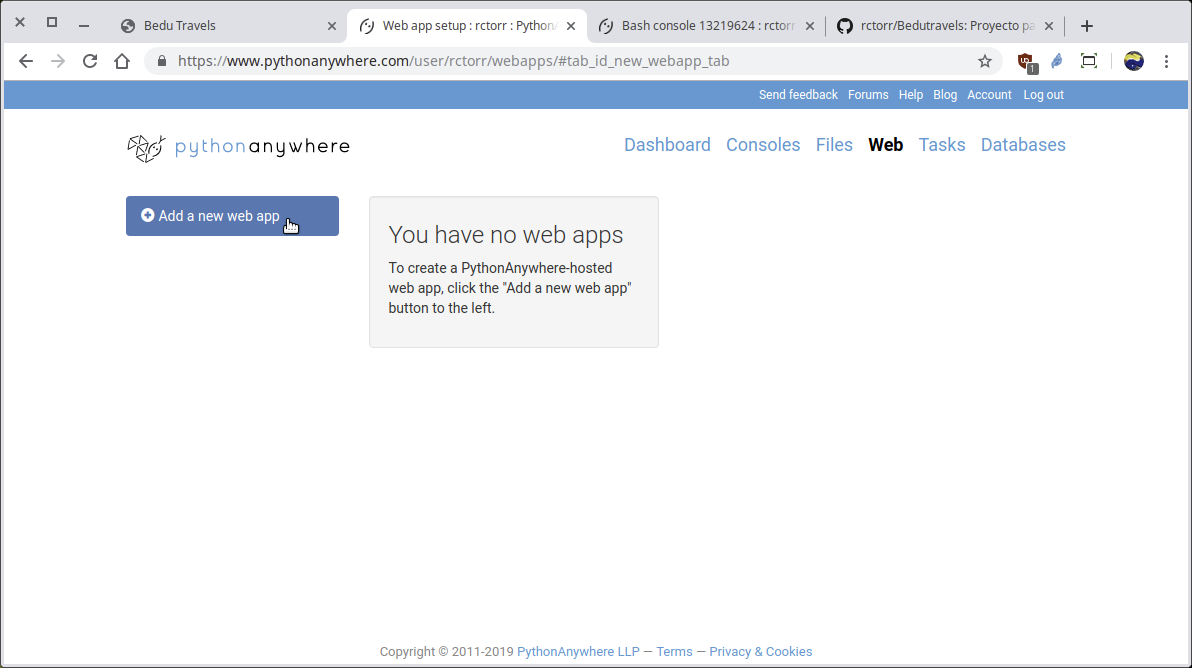 Bedu Travels
Web app setup : rctorr : Python
Bash console 13219624 : rctorr
rctorr/Bedutravels: Proyecto pa
https://www.pythonanywhere.com/user/rctorr/webapps/#tab_id_new_webapp_tab
1
Send feedback Forums Help Blog Account Log out
pythonanywhere
Dashboard Consoles Files Web Tasks Databases
Add a new web app
You have no web apps
To create a PythonAnywhere-hosted
web app, click the "Add a new web app"
button to the left.
Copyright © 2011-2019 PythonAnywhere LLP — Terms — Privacy & Cookies